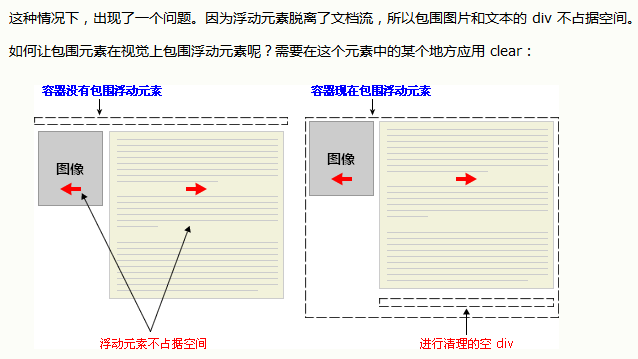 这种情况下，出现了一个问题。因为浮动元素脱离了文档流，所以包围图片和文本的 div 不占据空间。
如何让包围元素在视觉上包围浮动元素呢？需要在这个元素中的某个地方应用 clear：
容器没有包围浮动元素
容器现在包围浮动元素
图像
图像
浮动元素不占据空间
进行清理的空 div